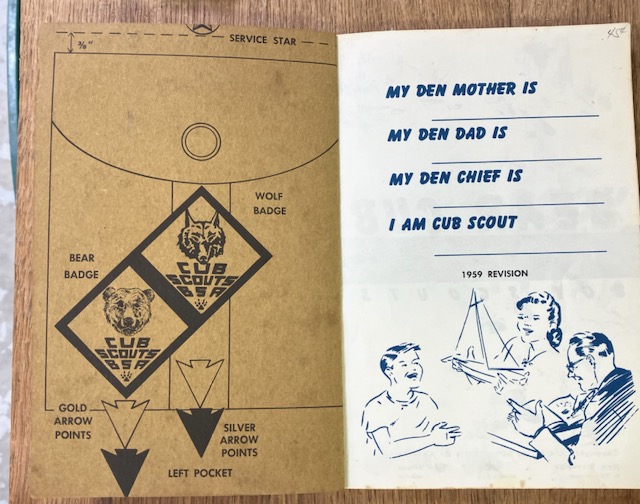 SERVICE STAR
3/8"
WOLF
BADGE
CUB
SCOUTS
BSA
BEAR
BADGE
CUB
SCOUTS
BSA
GOLD
ARROW
POINTS
SILVER
ARROW
POINTS
LEFT POCKET
45¢
MY DEN MOTHER IS
MY DEN DAD IS
MY DEN CHIEF IS
I AM CUB SCOUT
1959 REVISION